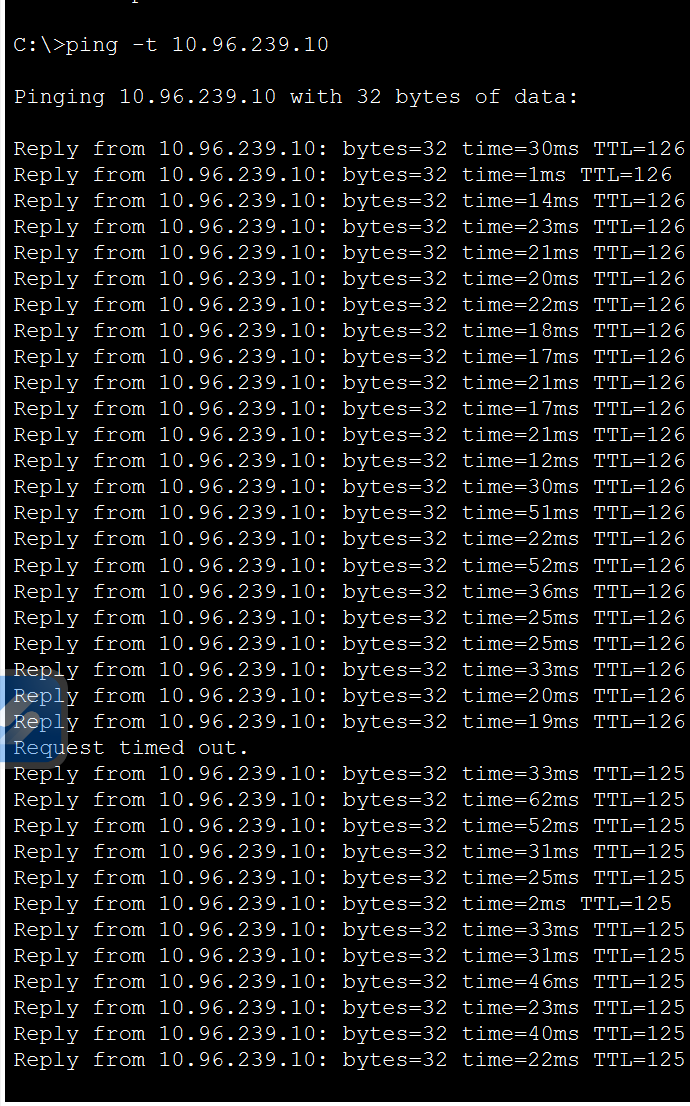 C:\>ping -t 10.96.239.10
Pinging 10.96.239.10 with 32 bytes of data:
Reply from 10.96.239.10: bytes=32 time=30ms TTL=126
Reply from 10.96.239.10: bytes=32 time=1ms TTL=126
Reply from 10.96.239.10: bytes=32 time=14ms TTL=126
Reply from 10.96.239.10: bytes=32 time=23ms TTL=126
Reply from 10.96.239.10: bytes=32 time=21ms TTL=126
Reply from 10.96.239.10: bytes=32 time=20ms TTL=126
Reply from 10.96.239.10: bytes=32 time=22ms TTL=126
Reply from 10.96.239.10: bytes=32 time=18ms TTL=126
Reply from 10.96.239.10: bytes=32 time=17ms TTL=126
Reply from 10.96.239.10: bytes=32 time=21ms TTL=126
Reply from 10.96.239.10: bytes=32 time=17ms TTL=126
Reply from 10.96.239.10: bytes=32 time=21ms TTL=126
Reply from 10.96.239.10: bytes=32 time=12ms TTL=126
Reply from 10.96.239.10: bytes=32 time=30ms TTL=126
Reply from 10.96.239.10: bytes=32 time=51ms TTL=126
Reply from 10.96.239.10: bytes=32 time=22ms TTL=126
Reply from 10.96.239.10: bytes=32 time=52ms TTL=126
Reply from 10.96.239.10: bytes=32 time=36ms TTL=126
Reply from 10.96.239.10: bytes=32 time=25ms TTL=126
Reply from 10.96.239.10: bytes=32 time=25ms TTL=126
Reply from 10.96.239.10: bytes=32 time=33ms TTL=126
Reply from 10.96.239.10: bytes=32 time=20ms TTL=126
Reply from 10.96.239.10: bytes=32 time=19ms TTL=126
Request timed out.
Reply from 10.96.239.10: bytes=32 time=33ms TTL=125
Reply from 10.96.239.10: bytes=32 time=62ms TTL=125
Reply from 10.96.239.10: bytes=32 time=52ms TTL=125
Reply from 10.96.239.10: bytes=32 time=31ms TTL=125
Reply from 10.96.239.10: bytes=32 time=25ms TTL=125
Reply from 10.96.239.10: bytes=32 time=2ms TTL=125
Reply from 10.96.239.10: bytes=32 time=33ms TTL=125
Reply from 10.96.239.10: bytes=32 time=31ms TTL=125
Reply from 10.96.239.10: bytes=32 time=46ms TTL=125
Reply from 10.96.239.10: bytes=32 time=23ms TTL=125
Reply from 10.96.239.10: bytes=32 time=40ms TTL=125
Reply from 10.96.239.10: bytes=32 time=22ms TTL=125